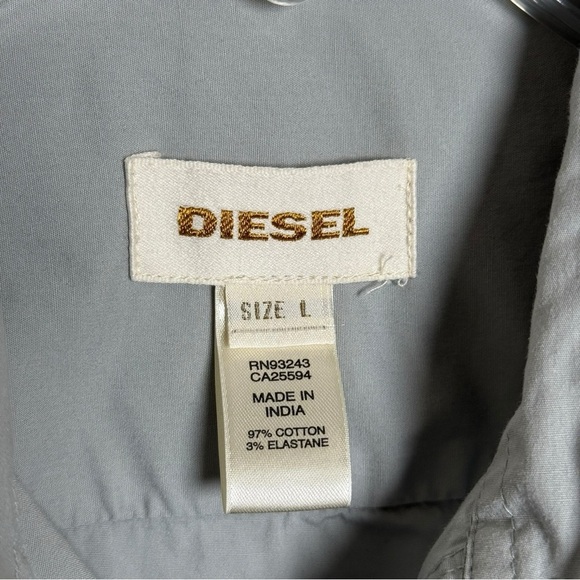 DIESEL
SIZE L
RN93243
CA25594
MADE IN
INDIA
97% COTTON
3% ELASTANE